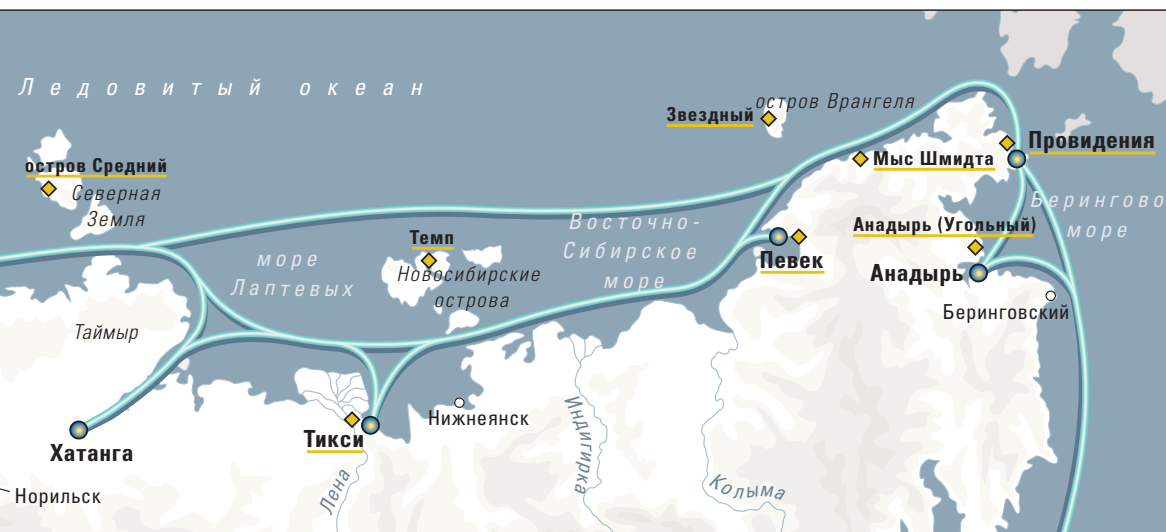 Ледовитый океан
остров Врангеля
Звездный
Провидения
Мыс Шмидта
остров Средний
Северная
Земля
Берингово
море
Восточно-
Сибирское
море
Анадырь (Угольный)
Темп
море
Лаптевых
Новосибирские
острова
Певек
Анадырь
Беринговский
Таймыр
Хатанга
Тикси
Нижнеянск
Индигирка
Лена
Колыма
Норильск